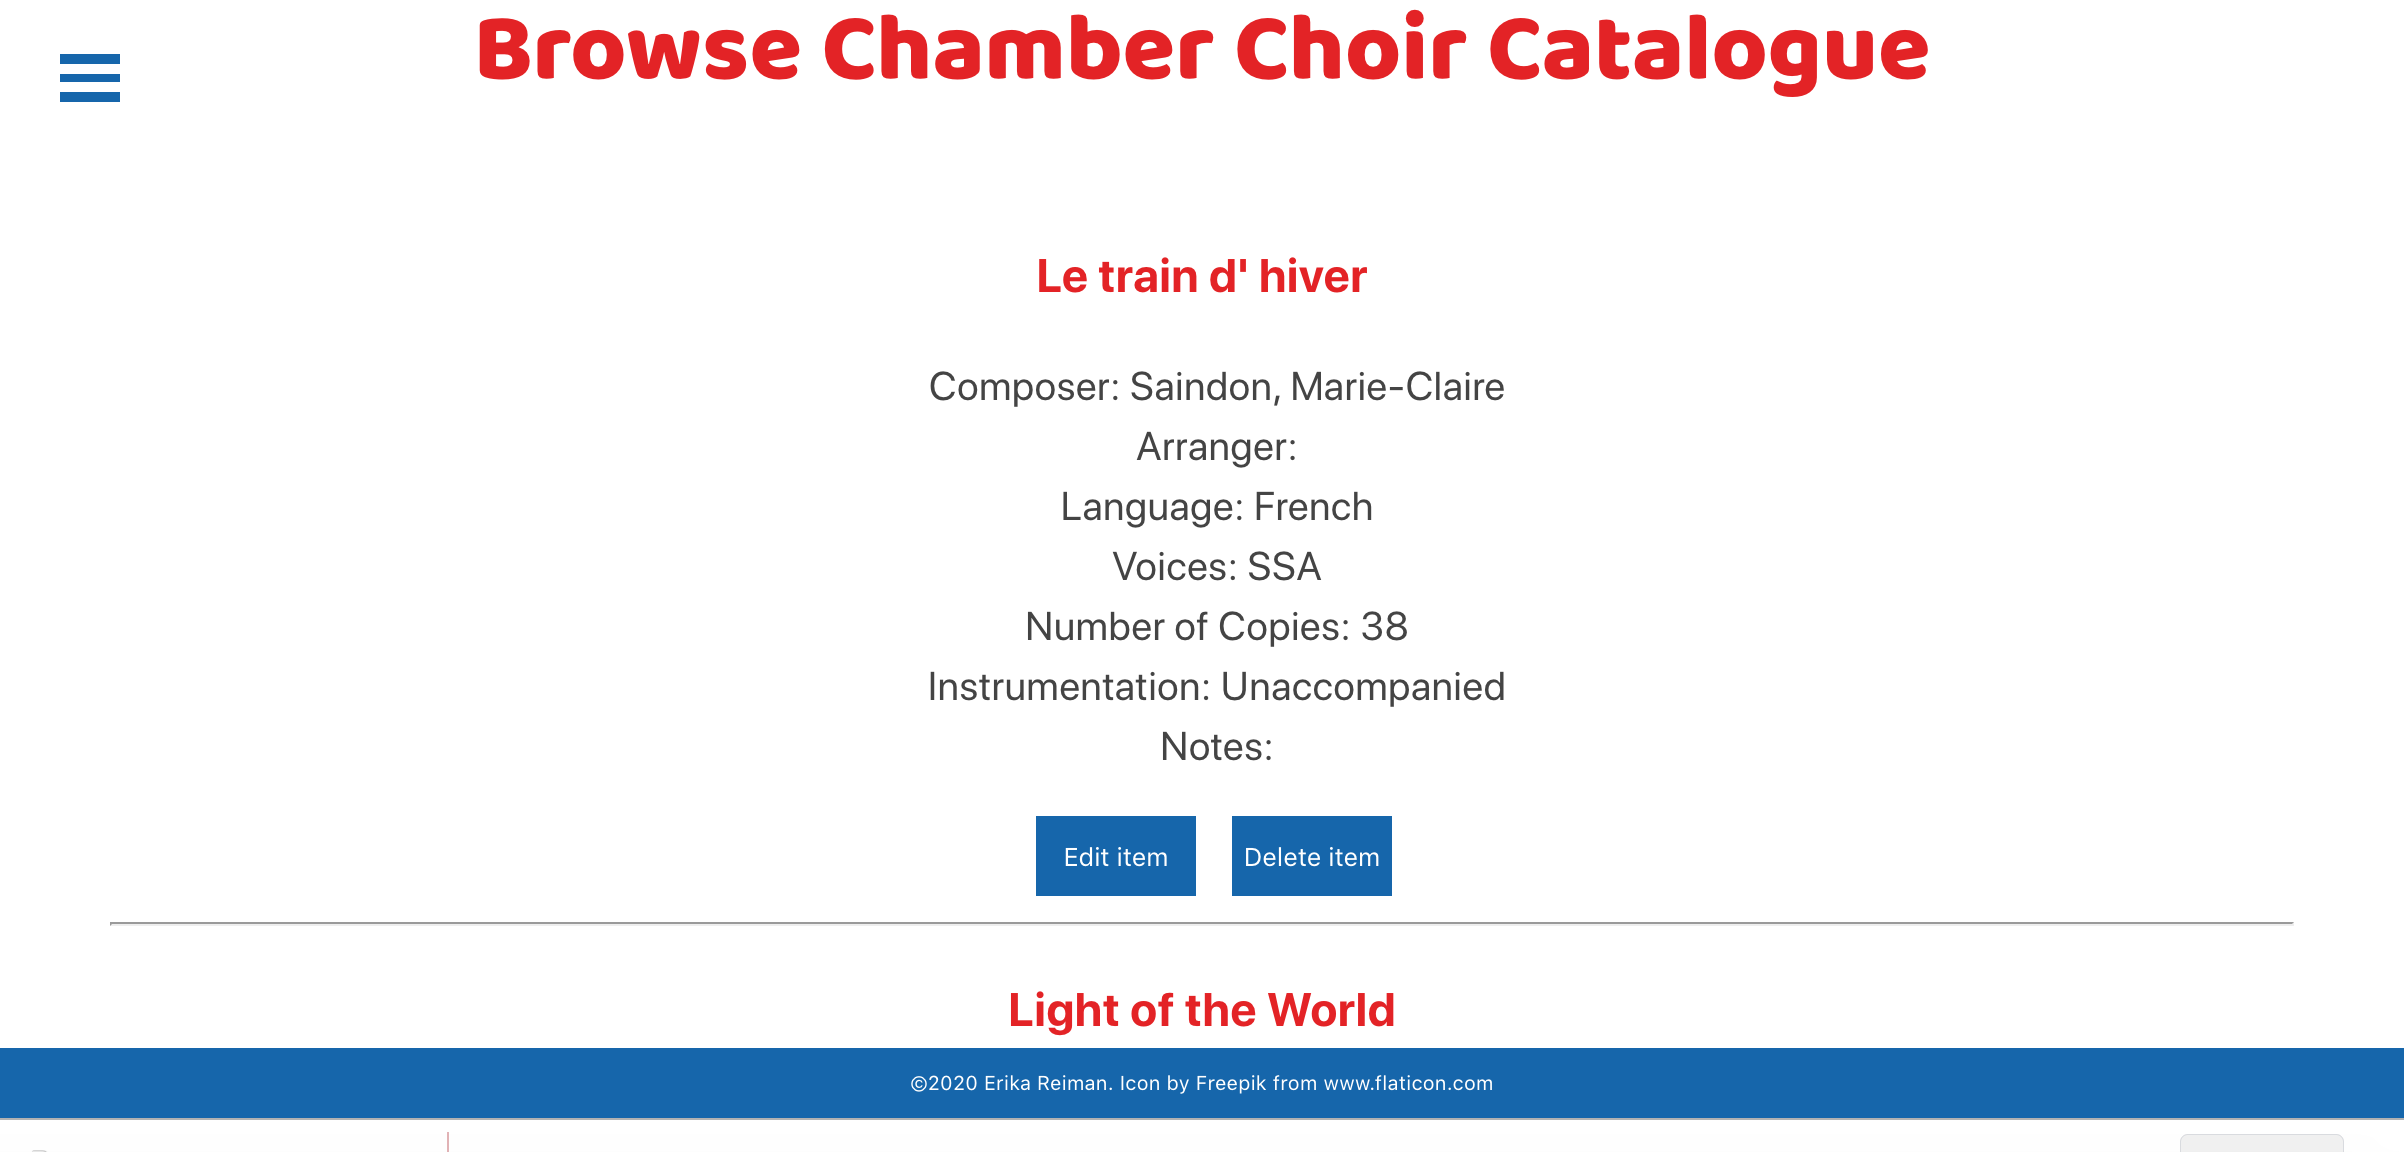 Browse Chamber Choir Catalogue
Le train d' hiver
Composer: Saindon, Marie-Claire
Arranger:
Language: French
Voices: SSA
Number of Copies: 38
Instrumentation: Unaccompanied
Notes:
Edit item
Delete item
Light of the World
©2020 Erika Reiman. Icon by Freepik from www.flaticon.com